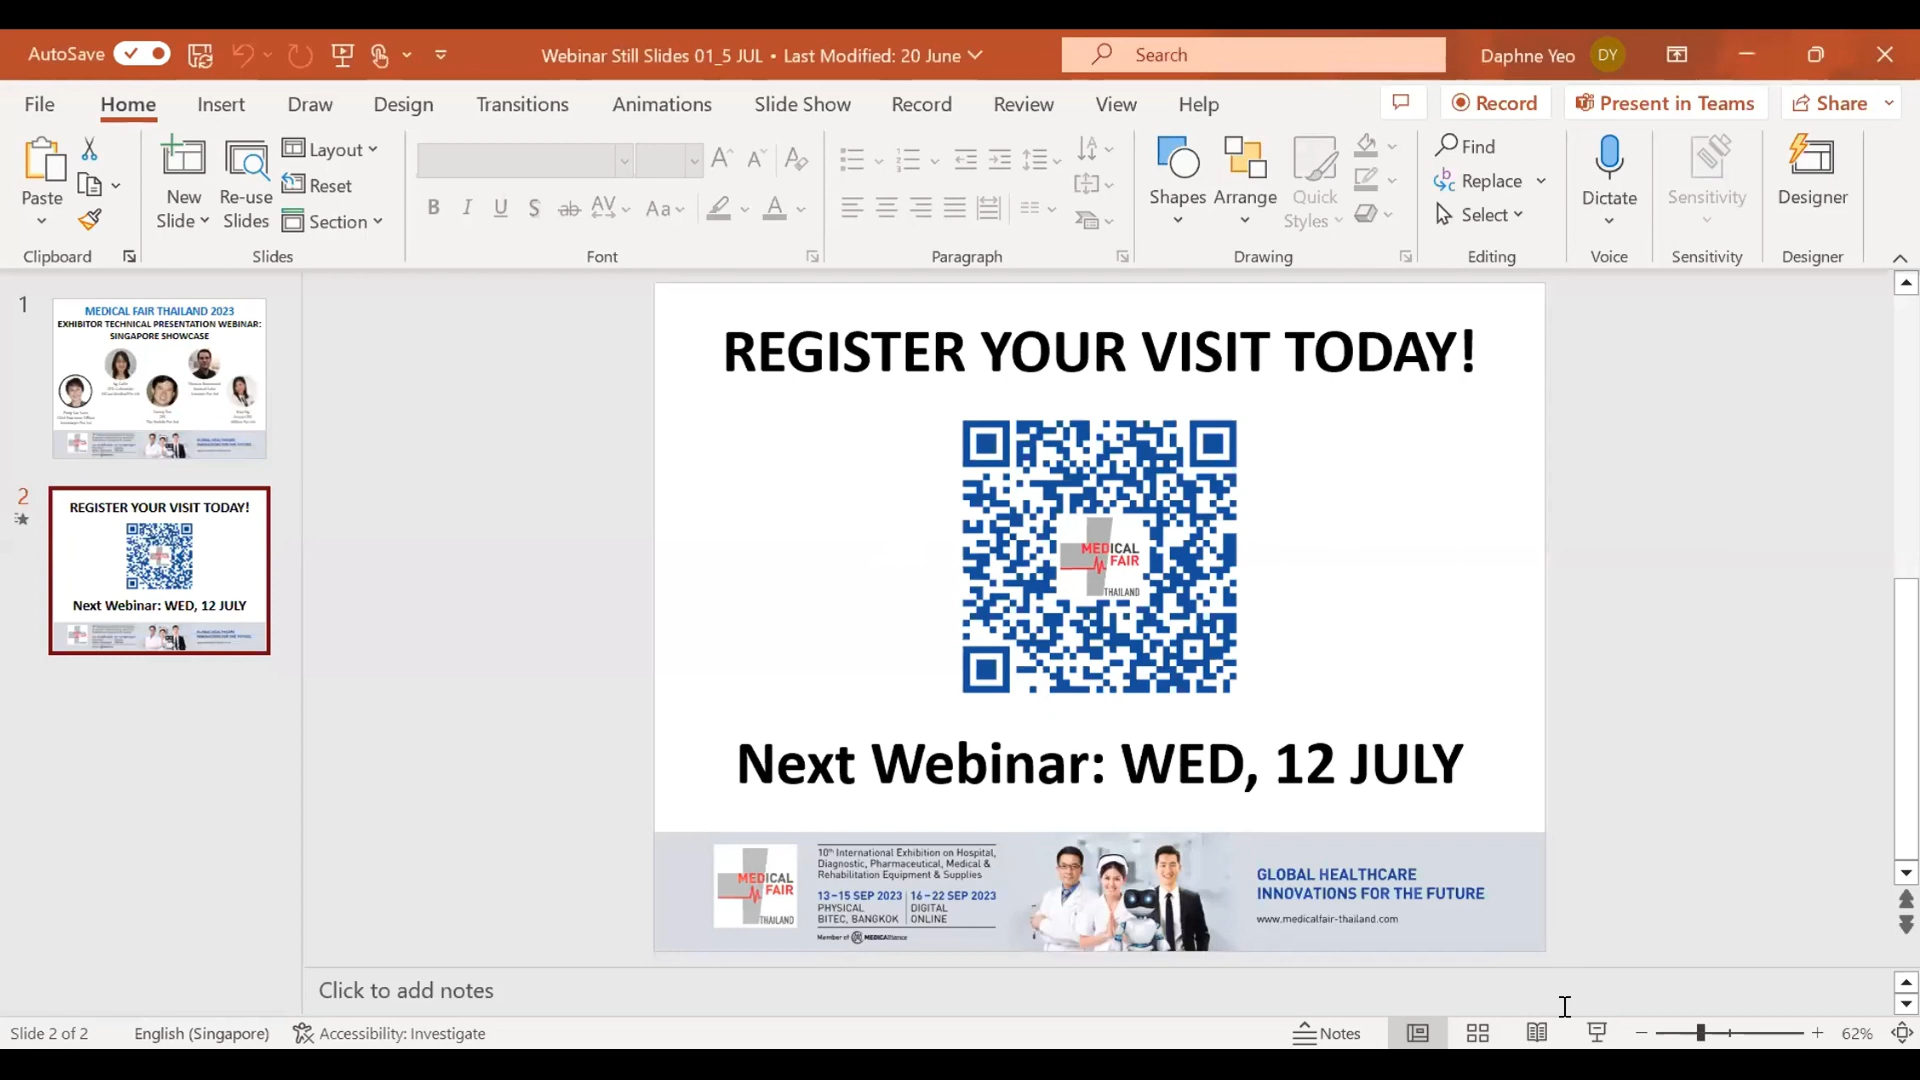 AutoSave
Webinar Still Slides 01_5 JUL • Last Modified: 20 June
Search
Daphne Yeo
DY
File
Home
Insert
Draw
Design
Transitions
Animations
Slide Show
Record
Review
View
Help
Record
Present in Teams
Share
Paste
New
Slide
Re-use
Slides
Layout
Reset
Section
Find
Replace
Select
Shapes
Arrange
Quick
Styles
Dictate
Sensitivity
Designer
Clipboard
Slides
Font
Paragraph
Drawing
Editing
Voice
Sensitivity
Designer
1
MEDICAL FAIR THAILAND 2023
EXHIBITOR TECHNICAL PRESENTATION WEBINAR:
SINGAPORE SHOWCASE
2
REGISTER YOUR VISIT TODAY!
Next Webinar: WED, 12 JULY
REGISTER YOUR VISIT TODAY!
MEDICAL
FAIR
THAILAND
Next Webinar: WED, 12 JULY
MEDICAL
FAIR
THAILAND
10th International Exhibition on Hospital,
Diagnostic, Pharmaceutical, Medical &
Rehabilitation Equipment & Supplies
13–15 SEP 2023 | 16–22 SEP 2023
PHYSICAL DIGITAL
BITEC, BANGKOK ONLINE
Member of MEDICAlliance
GLOBAL HEALTHCARE
INNOVATIONS FOR THE FUTURE
www.medicalfair-thailand.com
Click to add notes
Slide 2 of 2
English (Singapore)
Accessibility: Investigate
Notes
62%